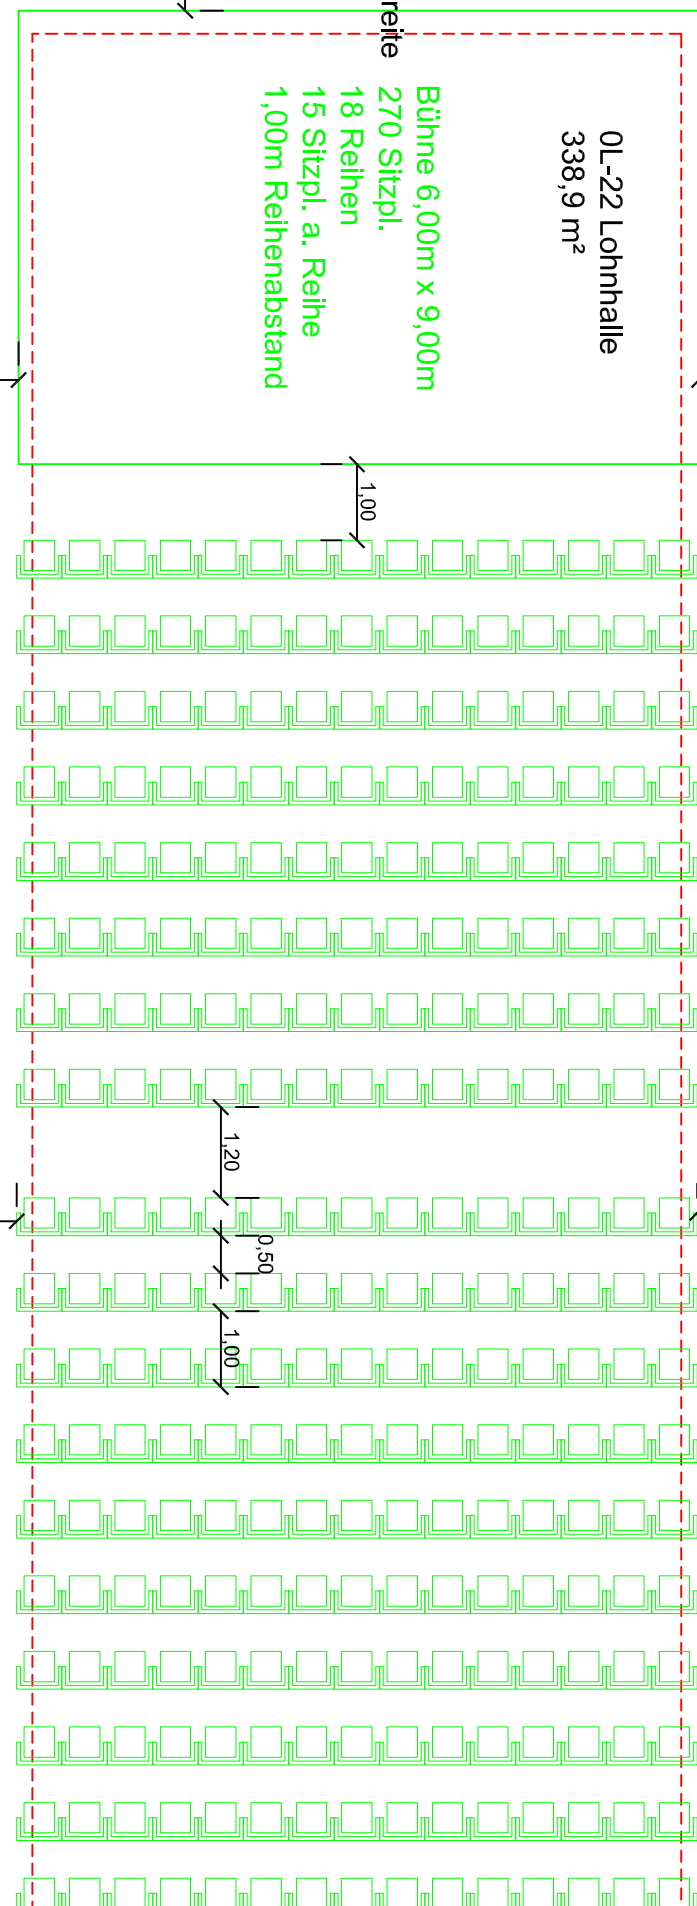 reite
0L-22 Lohnhalle
338,9 m²
Bühne 6,00m x 9,00m
270 Sitzpl.
18 Reihen
15 Sitzpl. a. Reihe
1,00m Reihenabstand
1,00
1,20
0,50
1,00